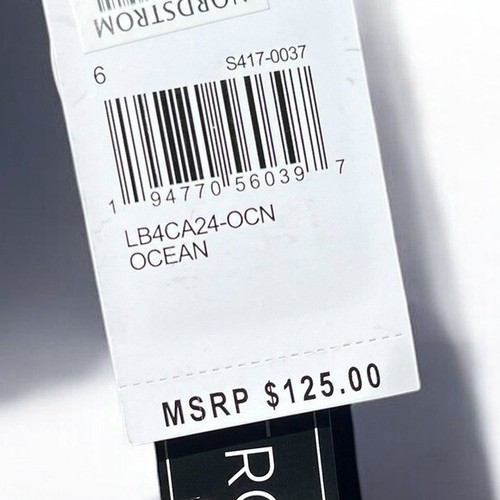 NORDSTROM
6
S417-0037
1 94770 56039 7
LB4CA24-OCN
OCEAN
MSRP $125.00